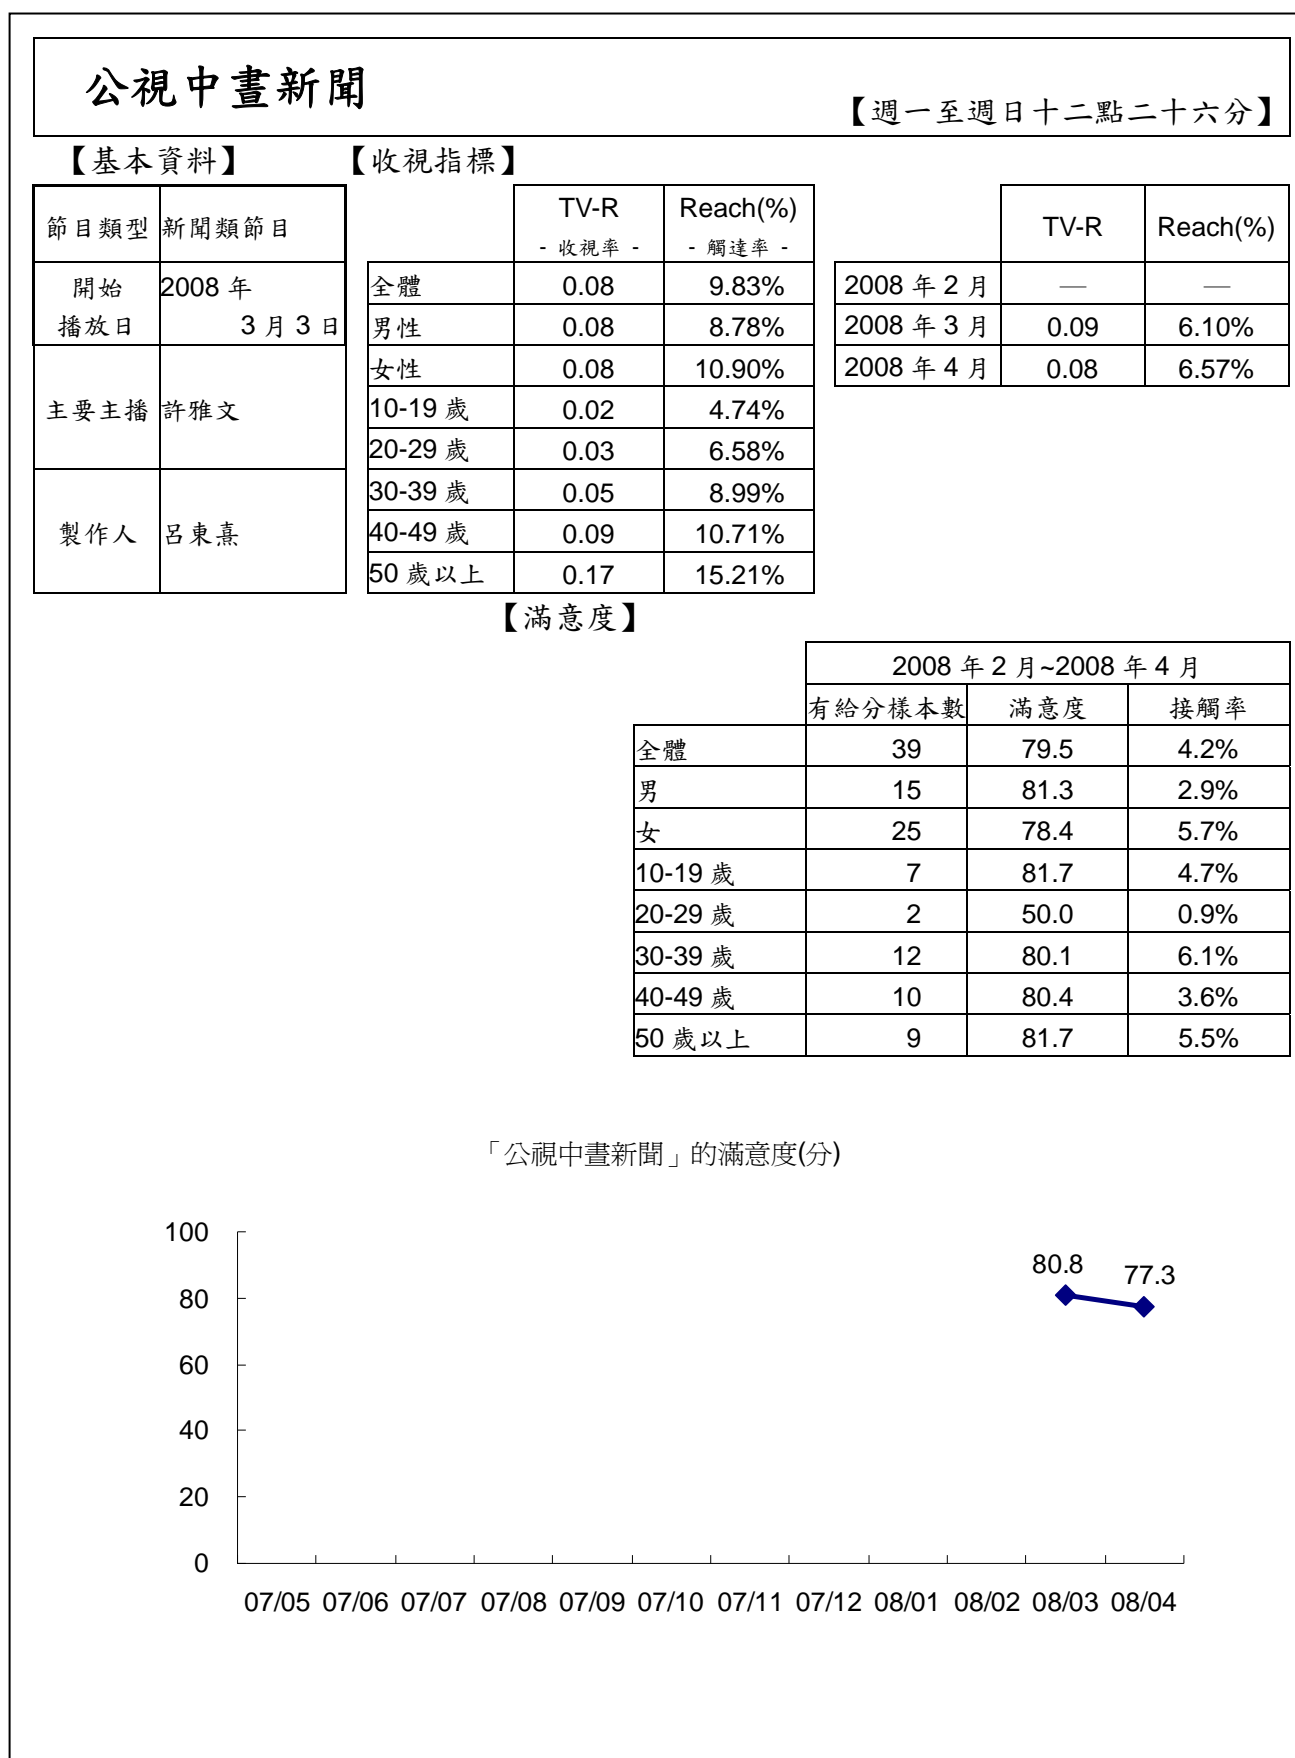 公視中晝新聞
【週一至週日十二點二十六分】
【基本資料】 【收視指標】
節目類型 新聞類節目
開始播放日 2008 年 3 月 3 日
主要主播 許雅文
製作人 呂東熹
TV-R Reach(%)
- 收視率 - - 觸達率 -
全體 0.08 9.83%
男性 0.08 8.78%
女性 0.08 10.90%
10-19 歲 0.02 4.74%
20-29 歲 0.03 6.58%
30-39 歲 0.05 8.99%
40-49 歲 0.09 10.71%
50 歲以上 0.17 15.21%
TV-R Reach(%)
2008 年 2 月 — —
2008 年 3 月 0.09 6.10%
2008 年 4 月 0.08 6.57%
【滿意度】
2008 年 2 月~2008 年 4 月
有給分樣本數 滿意度 接觸率
全體 39 79.5 4.2%
男 15 81.3 2.9%
女 25 78.4 5.7%
10-19 歲 7 81.7 4.7%
20-29 歲 2 50.0 0.9%
30-39 歲 12 80.1 6.1%
40-49 歲 10 80.4 3.6%
50 歲以上 9 81.7 5.5%
「公視中晝新聞」的滿意度(分)
100
80
60
40
20
0
80.8 77.3
07/05 07/06 07/07 07/08 07/09 07/10 07/11 07/12 08/01 08/02 08/03 08/04